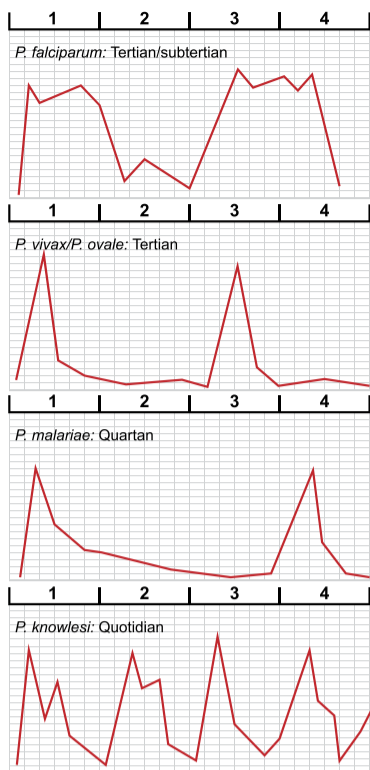 1 2 3 4
P. falciparum: Tertian/subtertian
1 2 3 4
P. vivax/P. ovale: Tertian
1 2 3 4
P. malariae: Quartan
1 2 3 4
P. knowlesi: Quotidian